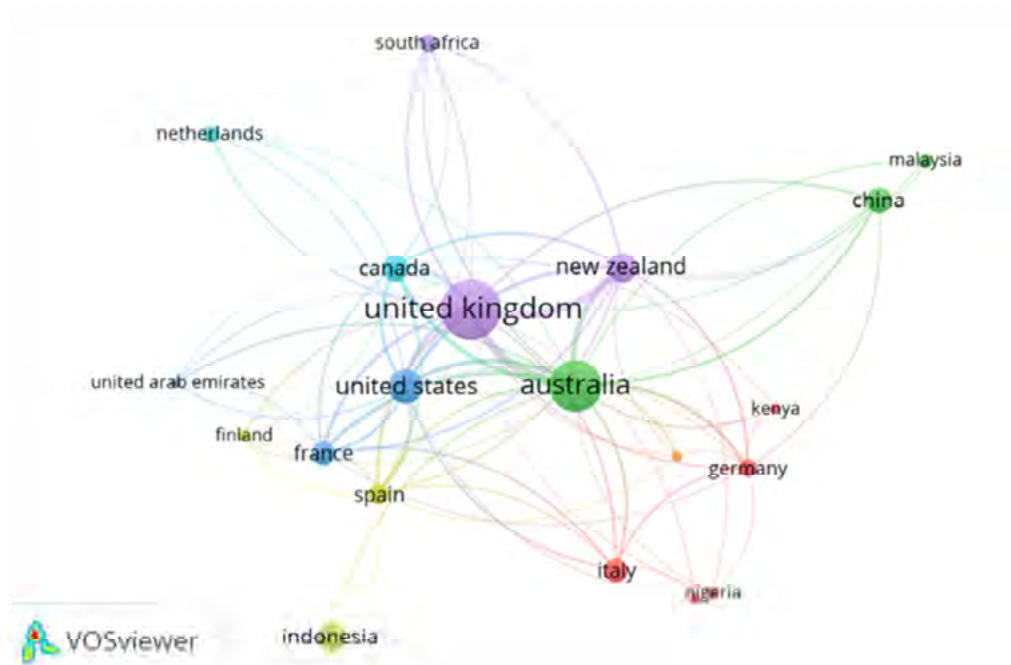 south africa
netherlands
malaysia
china
canada
new zealand
united kingdom
united arab emirates
united states
australia
kenya
finland
france
germany
spain
italy
nigeria
indonesia
VOSviewer